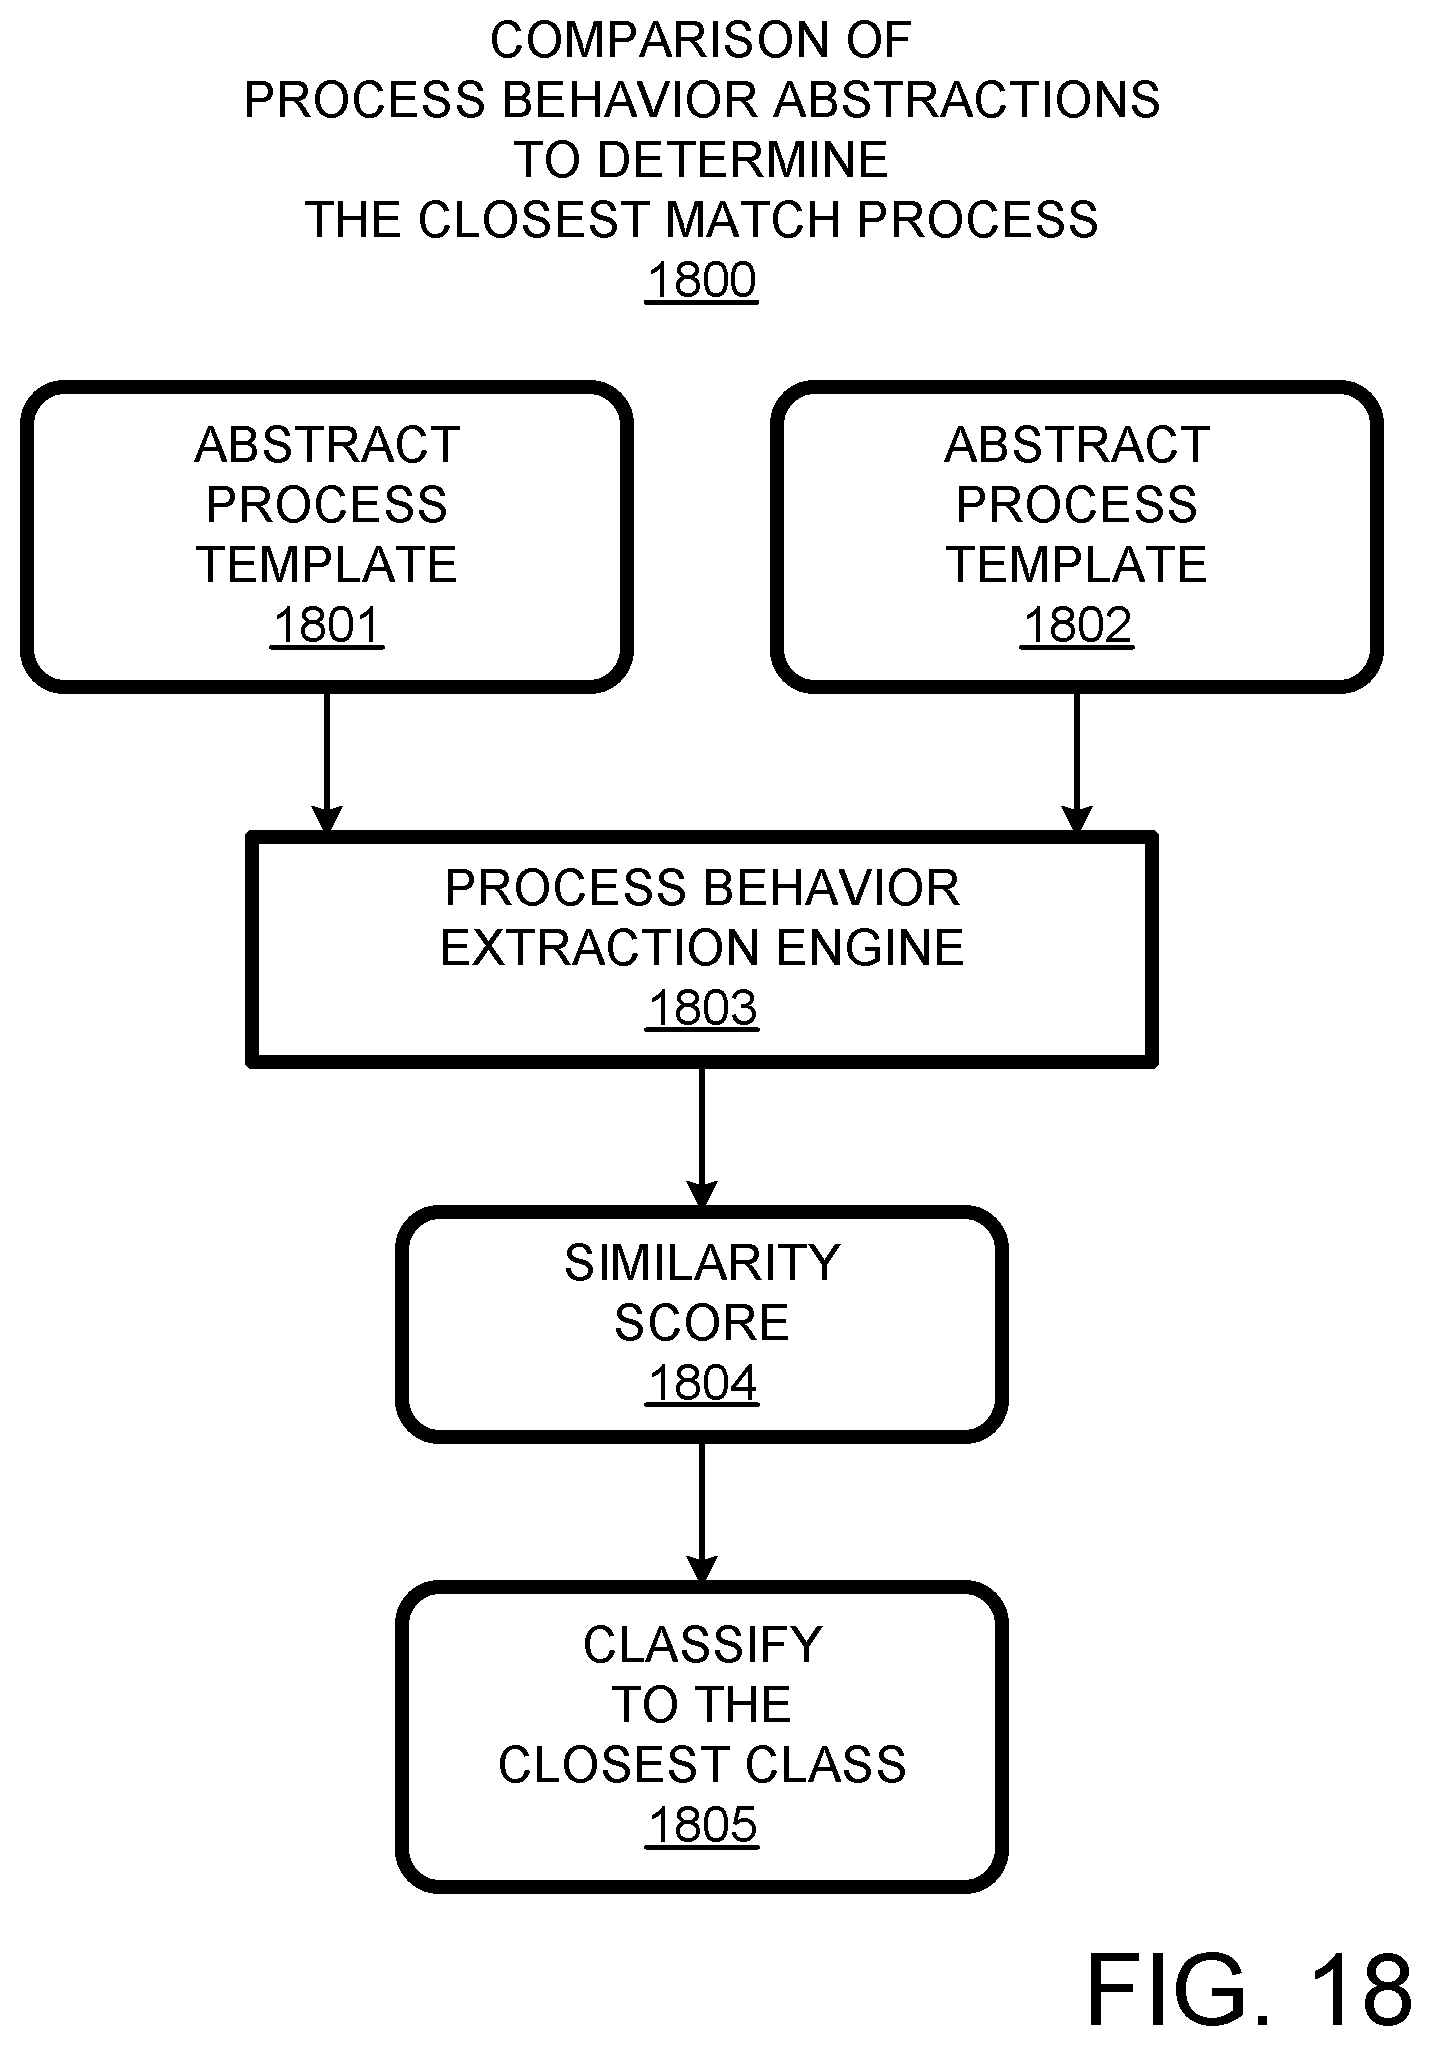 COMPARISON OF
PROCESS BEHAVIOR ABSTRACTIONS
TO DETERMINE
THE CLOSEST MATCH PROCESS
1800
ABSTRACT
PROCESS
TEMPLATE
1801
ABSTRACT
PROCESS
TEMPLATE
1802
PROCESS BEHAVIOR
EXTRACTION ENGINE
1803
SIMILARITY
SCORE
1804
CLASSIFY
TO THE
CLOSEST CLASS
1805
FIG. 18